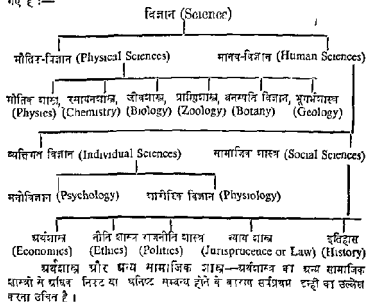 गए है :—
विज्ञान (Science)
भौतिक-विज्ञान (Physical Sciences) मानव-विज्ञान (Human Sciences)
भौतिक शास्त्र, रसायनशास्त्र, जीवशास्त्र, प्राणिशास्त्र, वनस्पति विज्ञान, भूगर्भशास्त्र
(Physics) (Chemistry) (Biology) (Zoology) (Botany) (Geology)
व्यक्तिगत विज्ञान (Individual Sciences) सामाजिक शास्त्र (Social Sciences)
मनोविज्ञान (Psychology) शारीरिक विज्ञान (Physiology)
अर्थशास्त्र नीति शास्त्र राजनीति शास्त्र न्याय शास्त्र इतिहास
(Economics) (Ethics) (Politics) (Jurisprucence or Law) (History)
अर्थशास्त्र और अन्य सामाजिक शास्त्र—अर्थशास्त्र का अन्य सामाजिक
शास्त्रों से अधिक निकट या घनिष्ट सम्बन्ध होने के कारण सर्वप्रथम इन्ही का उल्लेख
करना उचित है ।